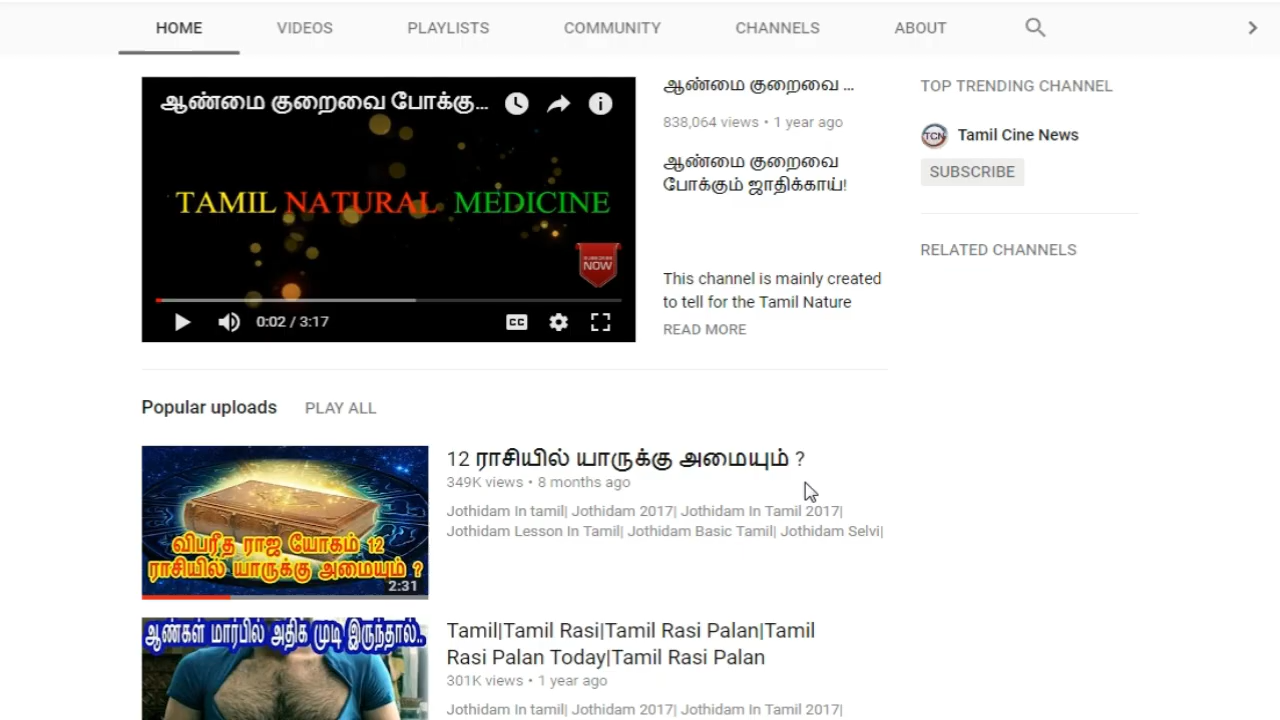 HOME VIDEOS PLAYLISTS COMMUNITY CHANNELS ABOUT
ஆண்மை குறைவை போக்கு...
TAMIL NATURAL MEDICINE
NOW
0:02 / 3:17
CC
ஆண்மை குறைவை ...
838,064 views • 1 year ago
ஆண்மை குறைவை
போக்கும் ஜாதிக்காய்!
This channel is mainly created
to tell for the Tamil Nature
READ MORE
TOP TRENDING CHANNEL
TCN
Tamil Cine News
SUBSCRIBE
RELATED CHANNELS
Popular uploads PLAY ALL
விபரீத ராஜ யோகம் 12
ராசியில் யாருக்கு அமையும் ?
2:31
12 ராசியில் யாருக்கு அமையும் ?
349K views • 8 months ago
Jothidam In tamil| Jothidam 2017| Jothidam In Tamil 2017|
Jothidam Lesson In Tamil| Jothidam Basic Tamil| Jothidam Selvi|
ஆண்கள் மார்பில் அதிக முடி இருந்தால்..
Tamil|Tamil Rasi|Tamil Rasi Palan|Tamil
Rasi Palan Today|Tamil Rasi Palan
301K views • 1 year ago
Jothidam In tamil| Jothidam 2017| Jothidam In Tamil 2017|